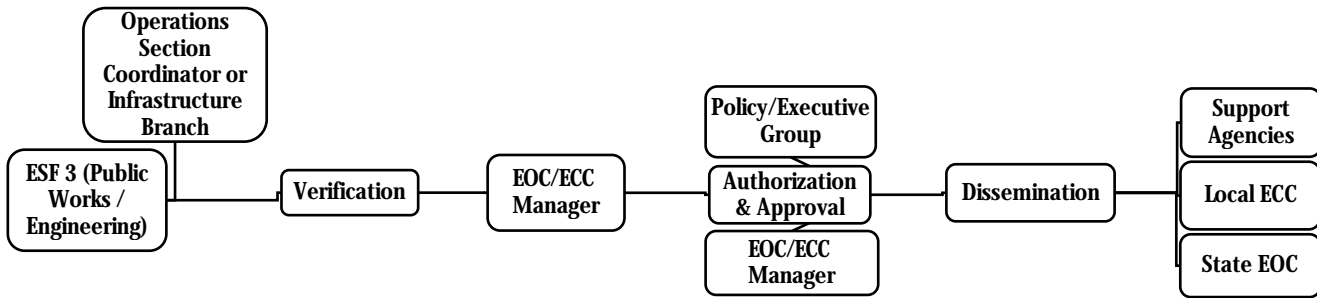 Operations
Section
Coordinator or
Infrastructure
Branch
ESF 3 (Public
Works /
Engineering)
Verification
EOC/ECC
Manager
Policy/Executive
Group
Authorization
& Approval
EOC/ECC
Manager
Dissemination
Support
Agencies
Local ECC
State EOC